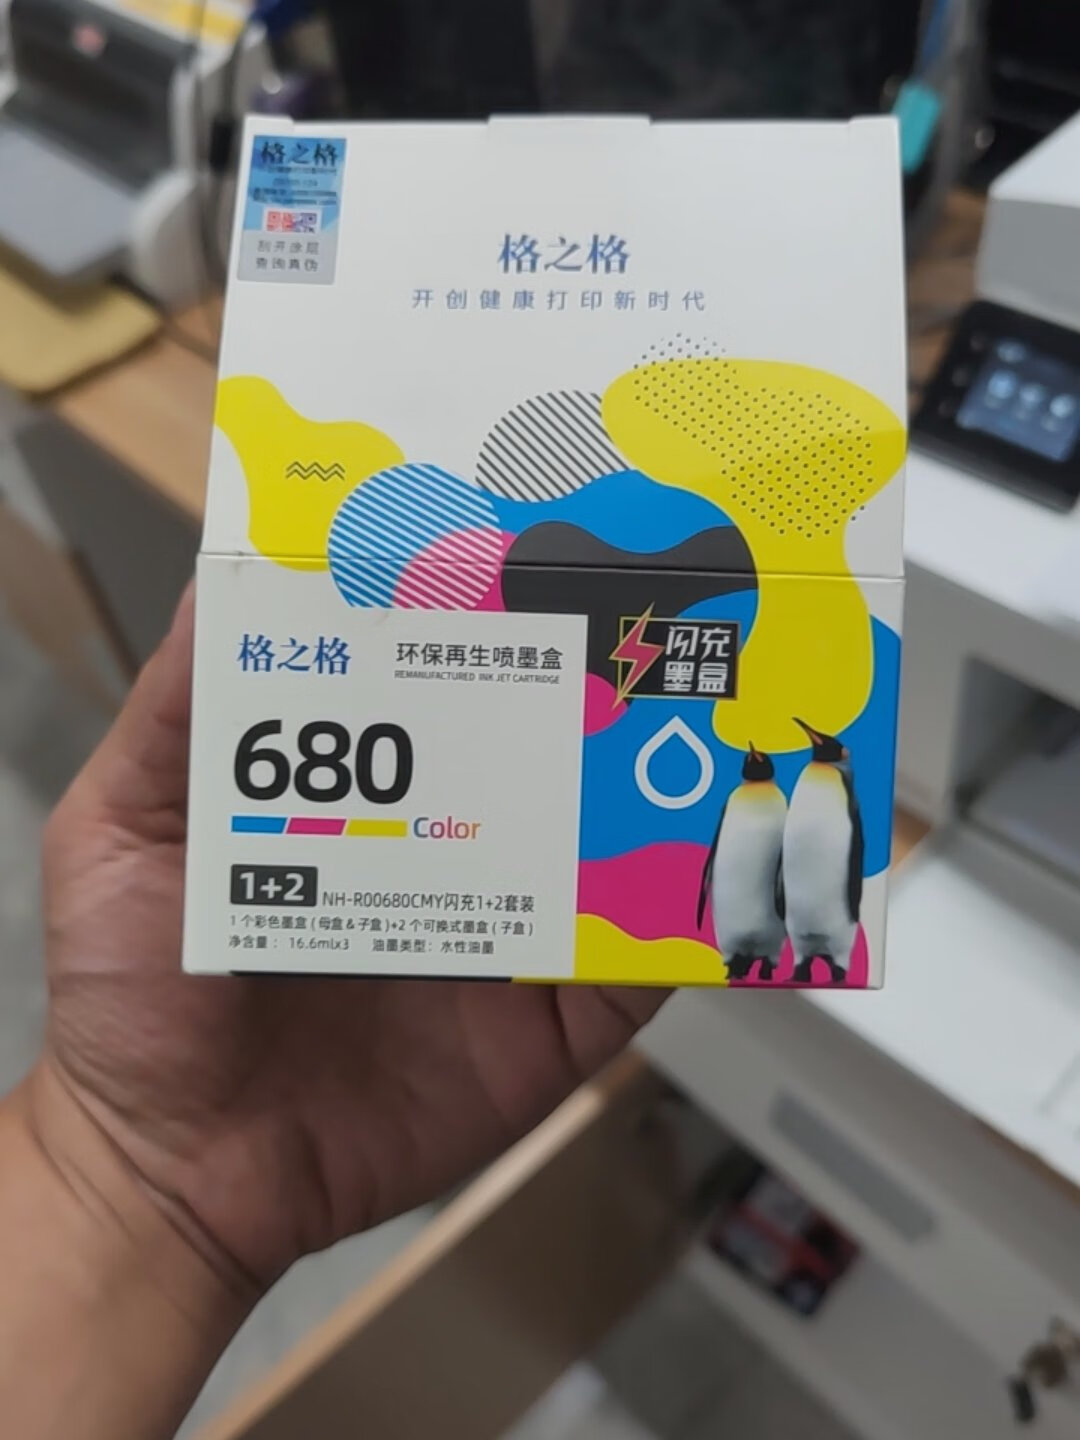 格之格
刮开涂层
查询真伪
格之格
开创健康打印新时代
格之格
环保再生喷墨盒
REMANUFACTURED INK JET CARTRIDGE
闪充
墨盒
680
Color
1+2 NH-R00680CMY闪充1+2套装
1个彩色墨盒(母盒&子盒)+2个可换式墨盒(子盒)
净含量：16.6mlx3 油墨类型：水性油墨